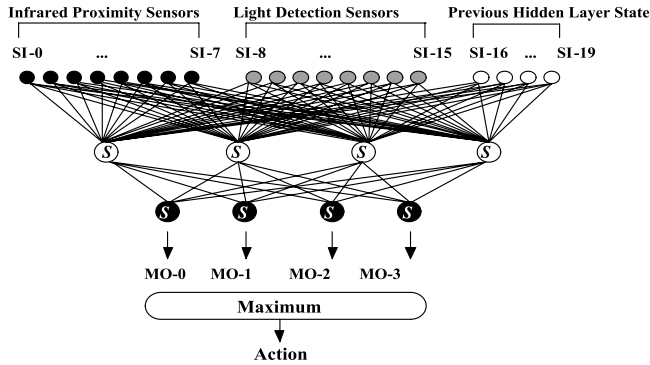 Infrared Proximity Sensors Light Detection Sensors Previous Hidden Layer State
SI-0 ... SI-7 SI-8 ... SI-15 SI-16 ... SI-19
S S S S
S S S S
MO-0 MO-1 MO-2 MO-3
Maximum
Action